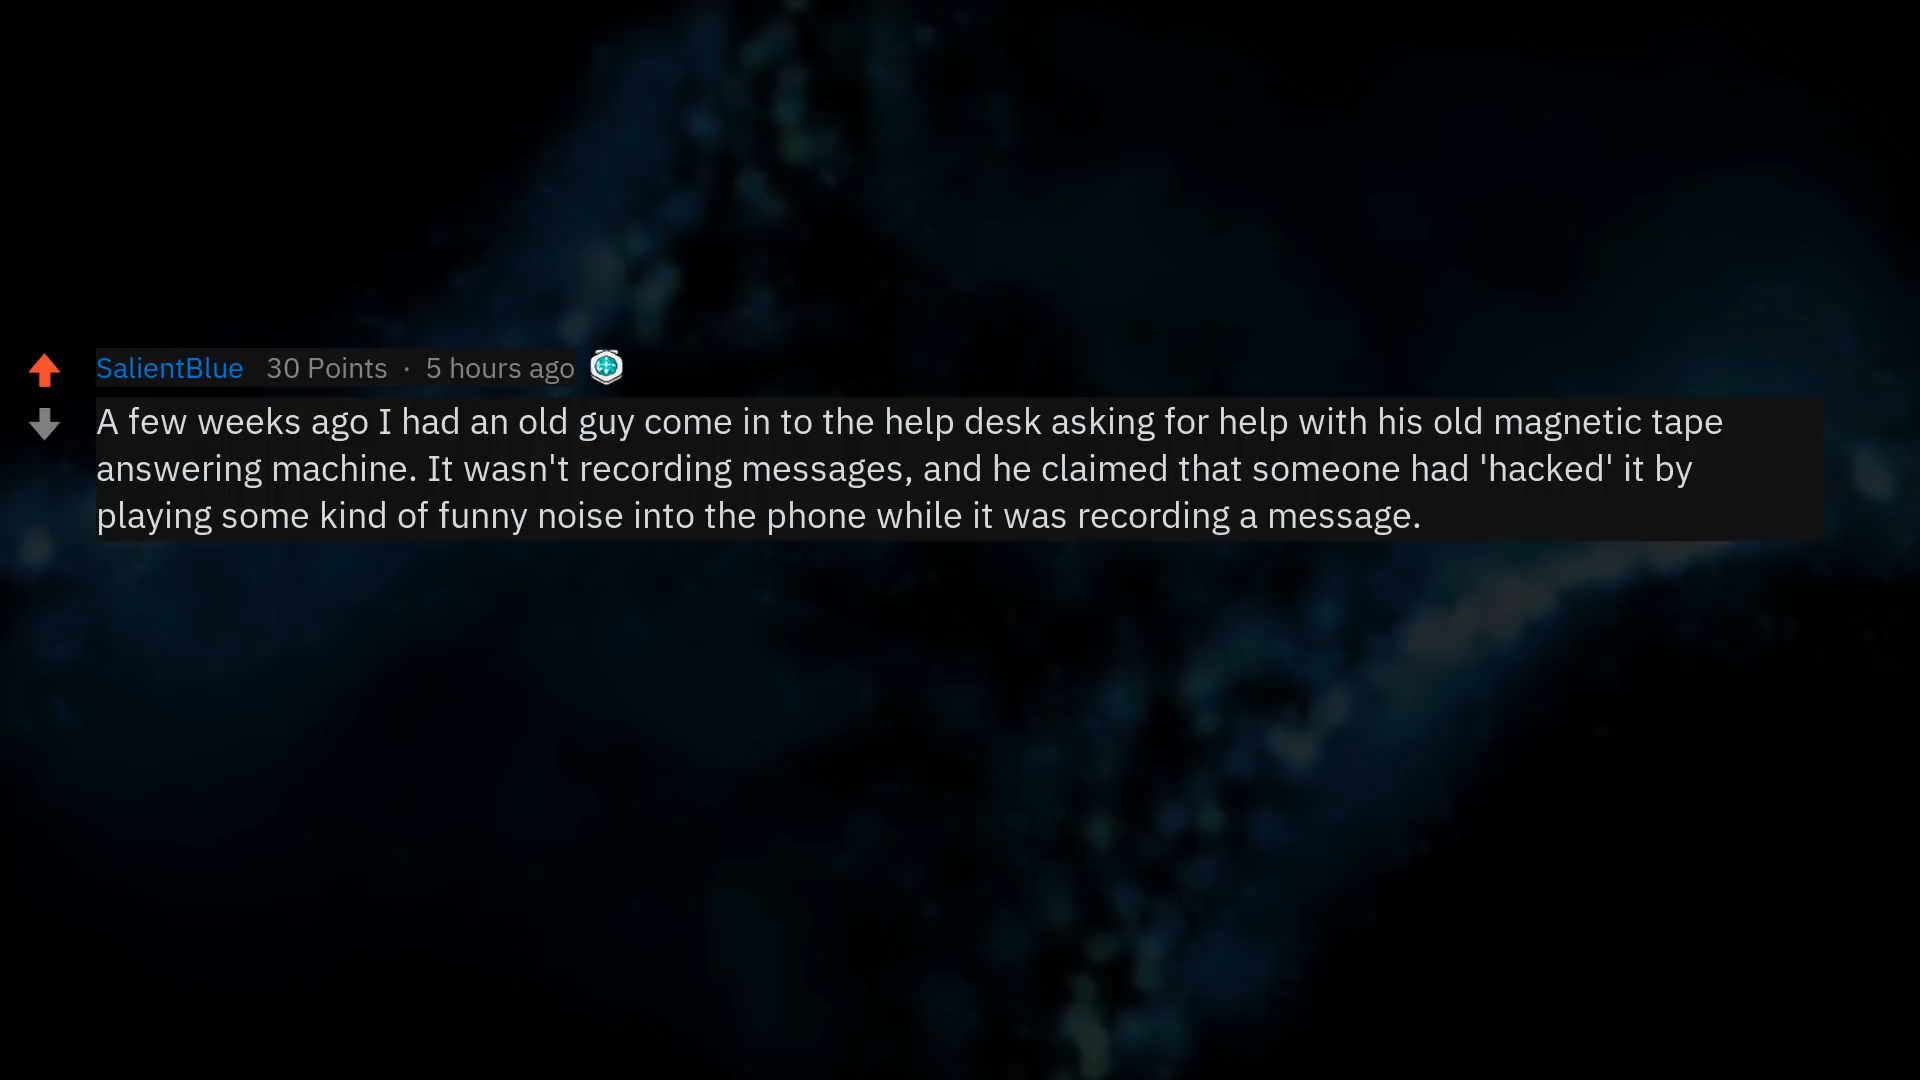 SalientBlue 30 Points · 5 hours ago
A few weeks ago I had an old guy come in to the help desk asking for help with his old magnetic tape
answering machine. It wasn't recording messages, and he claimed that someone had 'hacked' it by
playing some kind of funny noise into the phone while it was recording a message.